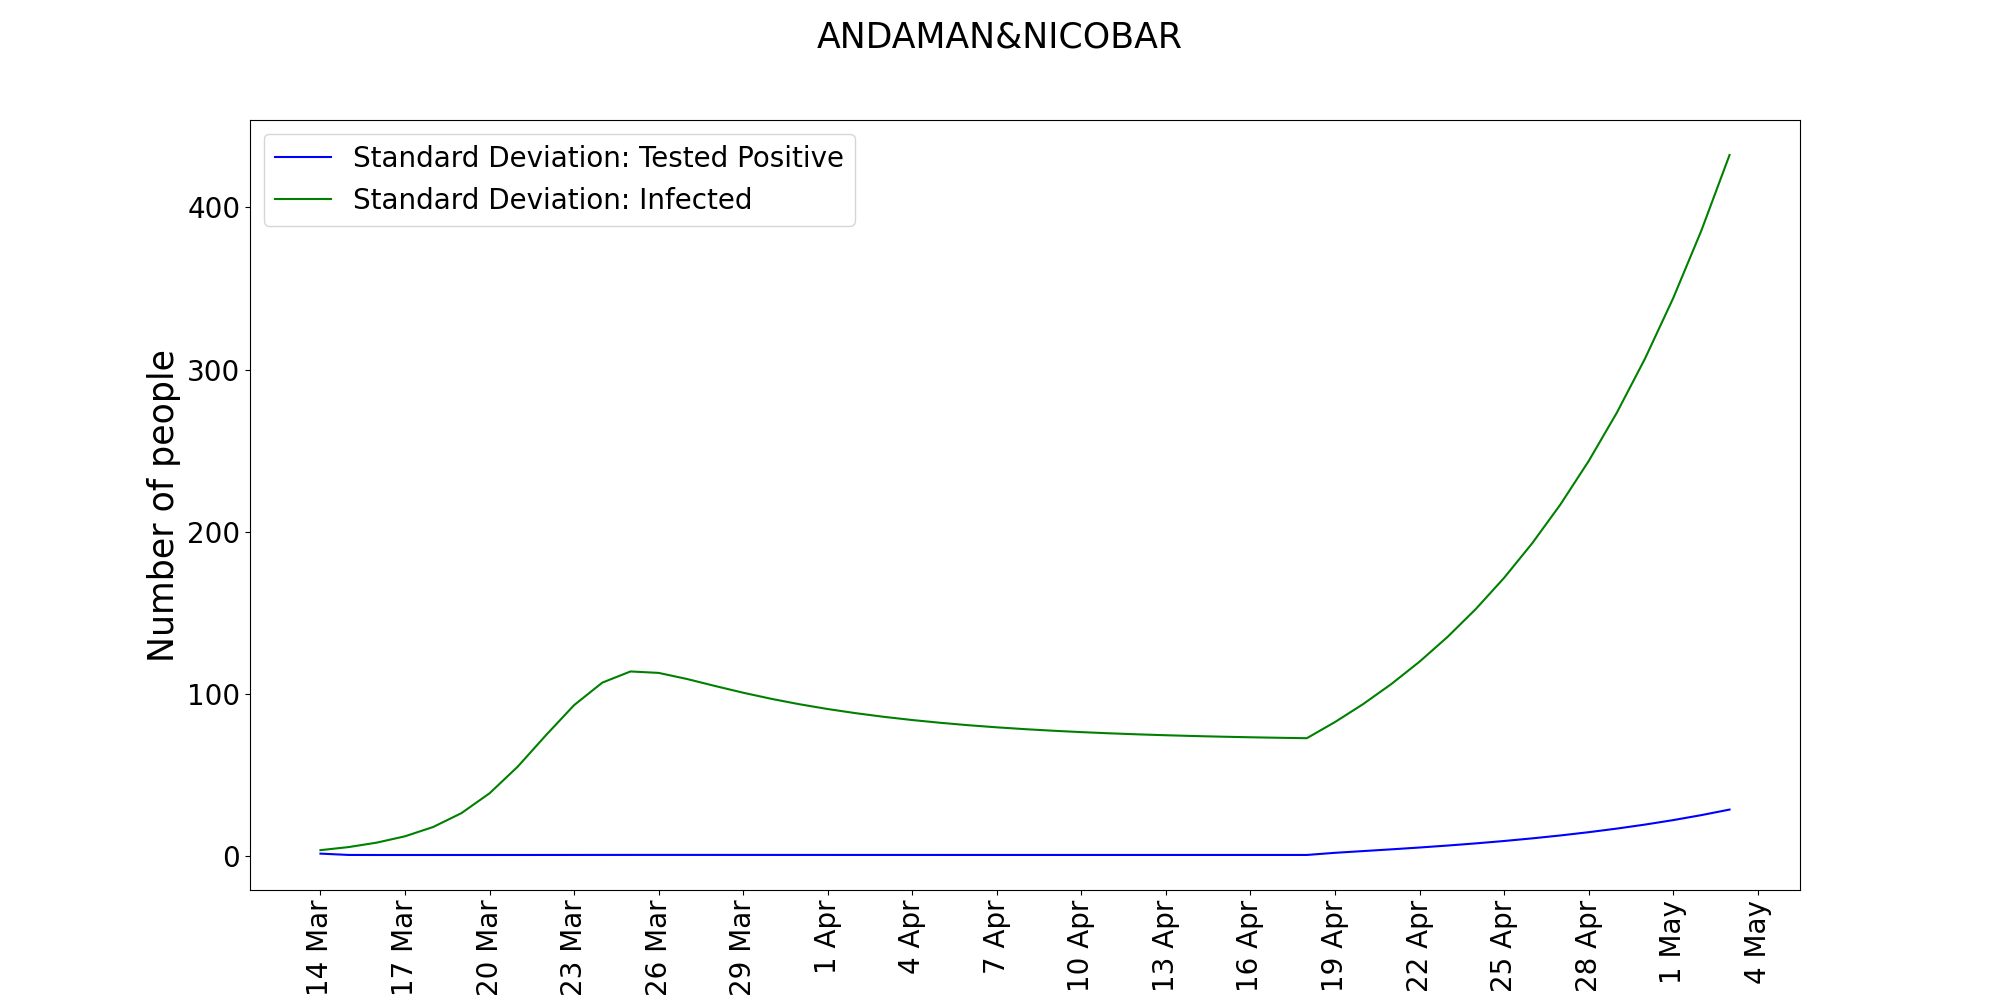 ANDAMAN&NICOBAR
Standard Deviation: Tested Positive
Standard Deviation: Infected
Number of people
400
300
200
100
0
14 Mar
17 Mar
20 Mar
23 Mar
26 Mar
29 Mar
1 Apr
4 Apr
7 Apr
10 Apr
13 Apr
16 Apr
19 Apr
22 Apr
25 Apr
28 Apr
1 May
4 May